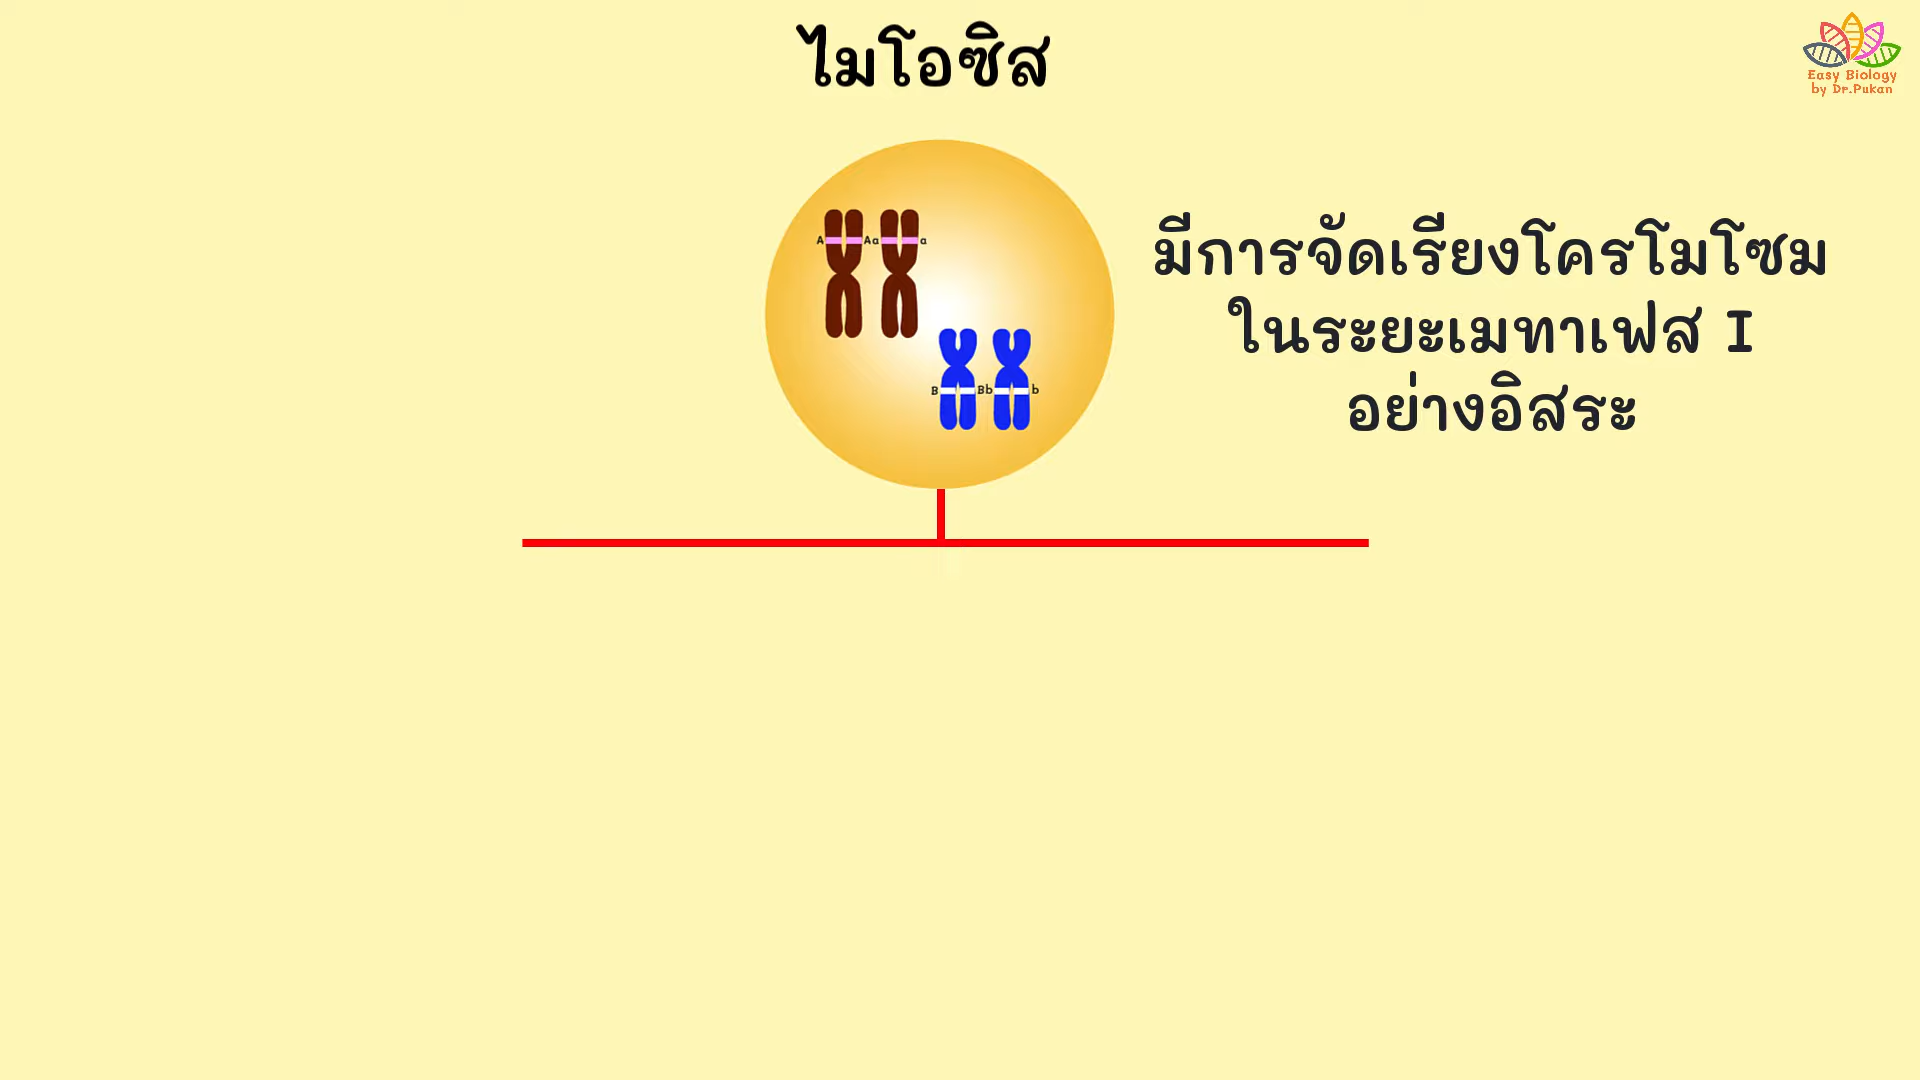 ไมโอซิส
Easy Biology
by Dr.Pukan
A Aa a
มีการจัดเรียงโครโมโซม
ในระยะเมทาเฟส I
อย่างอิสระ
B Bb b